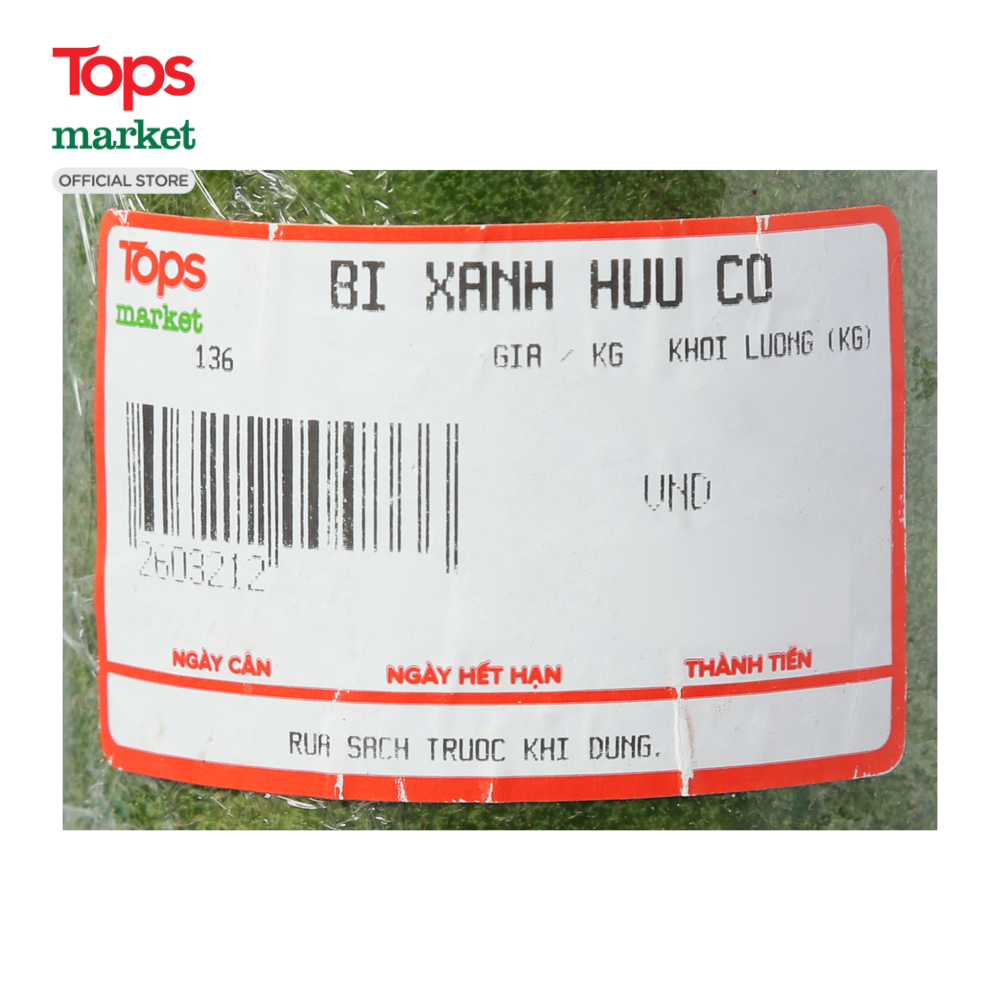 Tops
market
OFFICIAL STORE
Tops
market
BI XANH HUU CO
136
GIA / KG KHOI LUONG (KG)
VND
2603212
NGÀY CÂN
NGÀY HẾT HẠN
THÀNH TIỀN
RUA SACH TRUOC KHI DUNG.